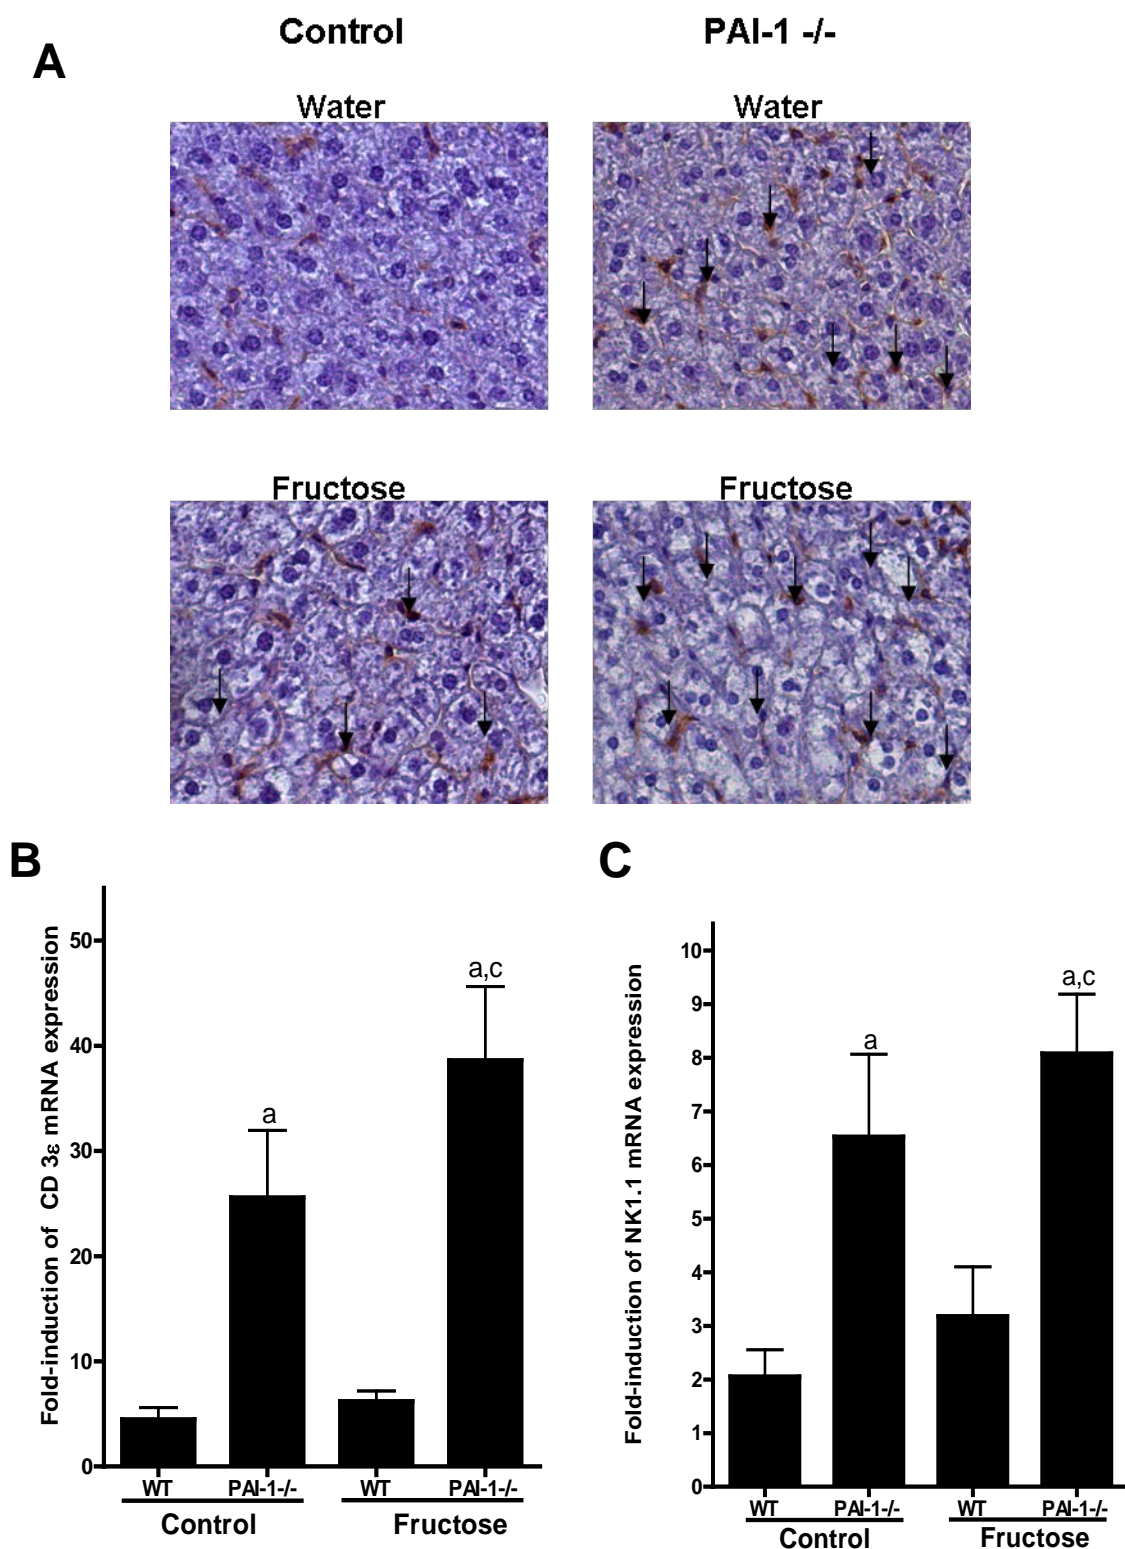 Control PAI-1 -/-
A
Water Water
Fructose Fructose
B
Fold-induction of CD 3ε mRNA expression
50
40
30
20
10
0
a
a,c
WT PAI-1-/- WT PAI-1-/-
Control Fructose
C
Fold-induction of NK1.1 mRNA expression
10
9
8
7
6
5
4
3
2
1
0
a
a,c
WT PAI-1-/- WT PAI-1-/-
Control Fructose